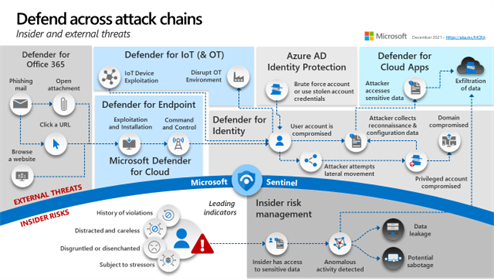 Defend across attack chains
Insider and external threats
Microsoft
December 2021 – https://aka.ms/MCRA
Defender for
Office 365
Phishing
mail
Open
attachment
Click a URL
Browse
a website
Defender for IoT (& OT)
IoT Device
Exploitation
Disrupt OT
Environment
Defender for Endpoint
Exploitation
and Installation
Command
and Control
Microsoft Defender
for Cloud
Azure AD
Identity Protection
Brute force account
or use stolen account
credentials
Defender for
Identity
User account is
compromised
Attacker attempts
lateral movement
Attacker collects
reconnaissance &
configuration data
Privileged account
compromised
Domain
compromised
Defender for
Cloud Apps
Attacker
accesses
sensitive data
Exfiltration
of data
EXTERNAL THREATS
INSIDER RISKS
Microsoft
Sentinel
History of violations
Distracted and careless
Disgruntled or disenchanted
Subject to stressors
Leading
indicators
Insider risk
management
Insider has access
to sensitive data
Anomalous
activity detected
Data
leakage
Potential
sabotage